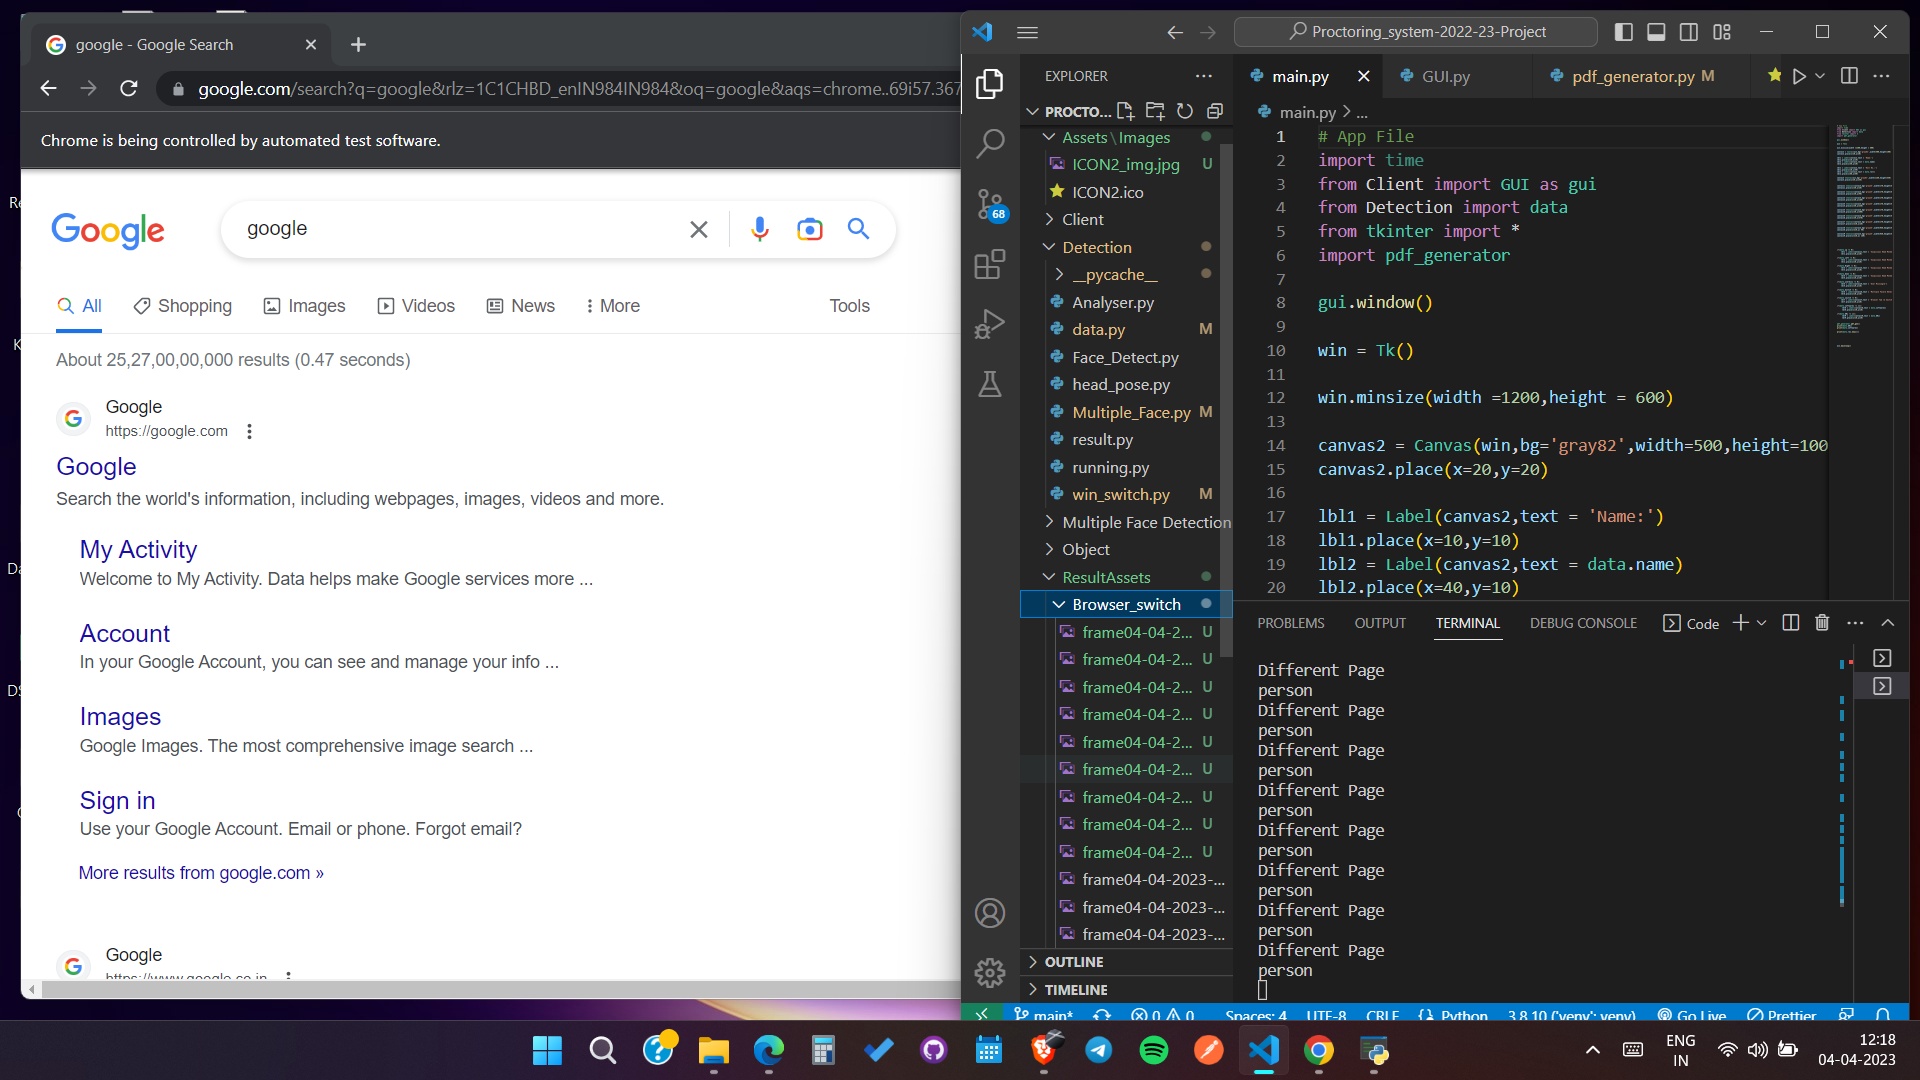 google - Google Search
google.com/search?q=google&rlz=1C1CHBD_enIN984IN984&oq=google&aqs=chrome..69i57.367
Chrome is being controlled by automated test software.
Google
google
All
Shopping
Images
Videos
News
More
Tools
About 25,27,00,00,000 results (0.47 seconds)
Google
https://google.com
Google
Search the world's information, including webpages, images, videos and more.
My Activity
Welcome to My Activity. Data helps make Google services more ...
Account
In your Google Account, you can see and manage your info ...
Images
Google Images. The most comprehensive image search ...
Sign in
Use your Google Account. Email or phone. Forgot email?
More results from google.com »
Google
https://www.google.co.in
Proctoring_system-2022-23-Project
EXPLORER
PROCTO...
Assets\Images
ICON2_img.jpg U
ICON2.ico
Client
68
Detection
__pycache__
Analyser.py
data.py M
Face_Detect.py
head_pose.py
Multiple_Face.py M
result.py
running.py
win_switch.py M
Multiple Face Detection
Object
ResultAssets
Browser_switch
frame04-04-2... U
frame04-04-2... U
frame04-04-2... U
frame04-04-2... U
frame04-04-2... U
frame04-04-2... U
frame04-04-2... U
frame04-04-2... U
frame04-04-2... U
frame04-04-2023-...
frame04-04-2023-...
frame04-04-2023-...
OUTLINE
TIMELINE
main.py
GUI.py
pdf_generator.py M
main.py > ...
1 # App File
2 import time
3 from Client import GUI as gui
4 from Detection import data
5 from tkinter import *
6 import pdf_generator
7
8 gui.window()
9
10 win = Tk()
11
12 win.minsize(width =1200,height = 600)
13
14 canvas2 = Canvas(win,bg='gray82',width=500,height=100
15 canvas2.place(x=20,y=20)
16
17 lbl1 = Label(canvas2,text = 'Name:')
18 lbl1.place(x=10,y=10)
19 lbl2 = Label(canvas2,text = data.name)
20 lbl2.place(x=40,y=10)
PROBLEMS
OUTPUT
TERMINAL
DEBUG CONSOLE
Code
Different Page
person
Different Page
person
Different Page
person
Different Page
person
Different Page
person
Different Page
person
Different Page
person
Different Page
person
main*
0
0
Spaces: 4
UTF-8
CRLF
Python
3.8.10 ('venv': venv)
Go Live
Prettier
ENG
IN
12:18
04-04-2023